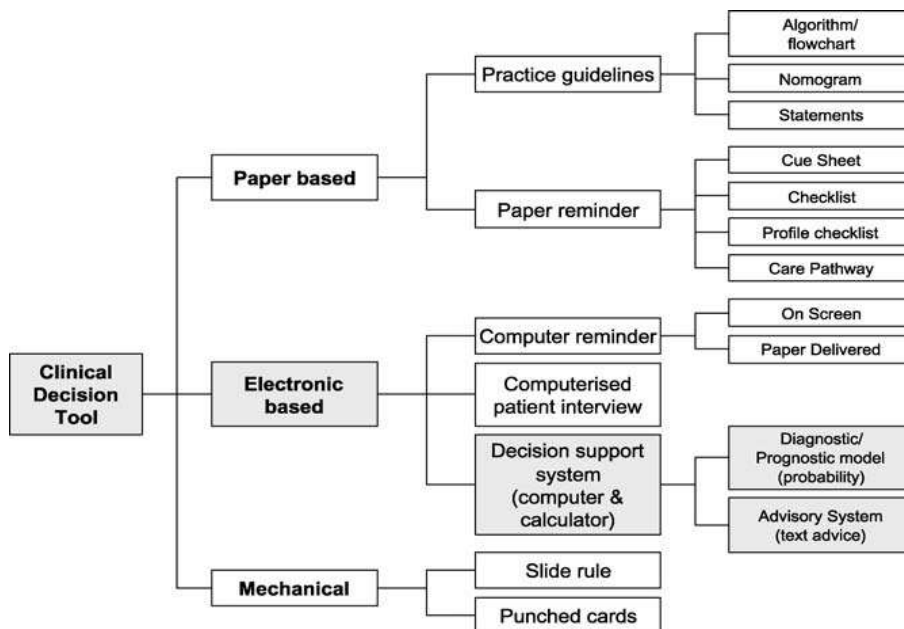 Clinical
Decision
Tool
Paper based
Practice guidelines
Algorithm/
flowchart
Nomogram
Statements
Paper reminder
Cue Sheet
Checklist
Profile checklist
Care Pathway
Electronic
based
Computer reminder
On Screen
Paper Delivered
Computerised
patient interview
Decision support
system
(computer &
calculator)
Diagnostic/
Prognostic model
(probability)
Advisory System
(text advice)
Mechanical
Slide rule
Punched cards